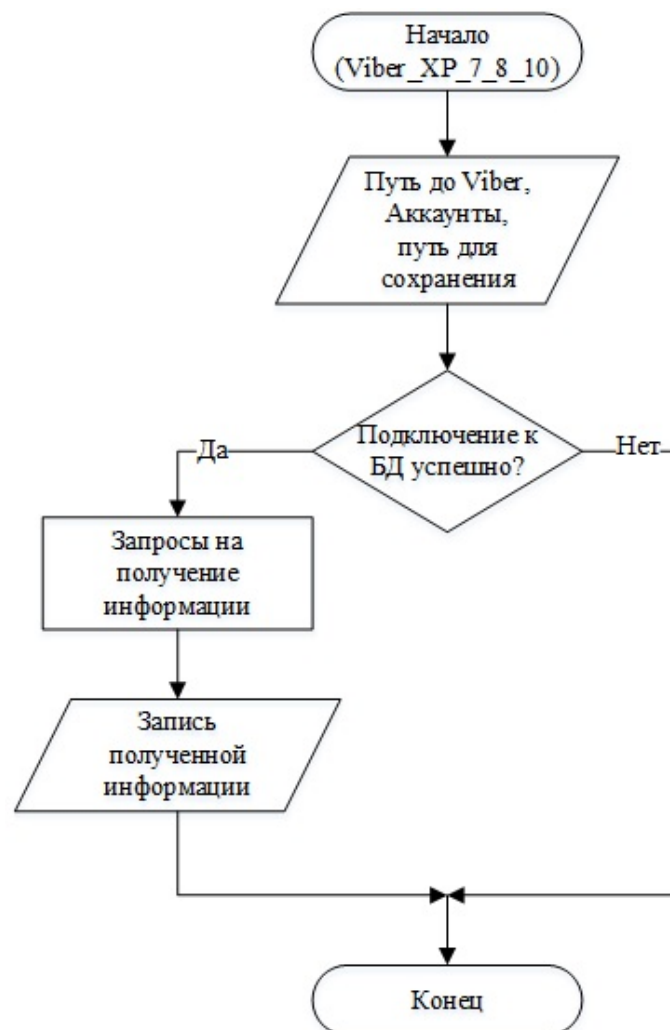 Начало
(Viber_XP_7_8_10)
Путь до Viber,
Аккаунты,
путь для
сохранения
Подключение к
БД успешно?
Да
Нет
Запросы на
получение
информации
Запись
полученной
информации
Конец